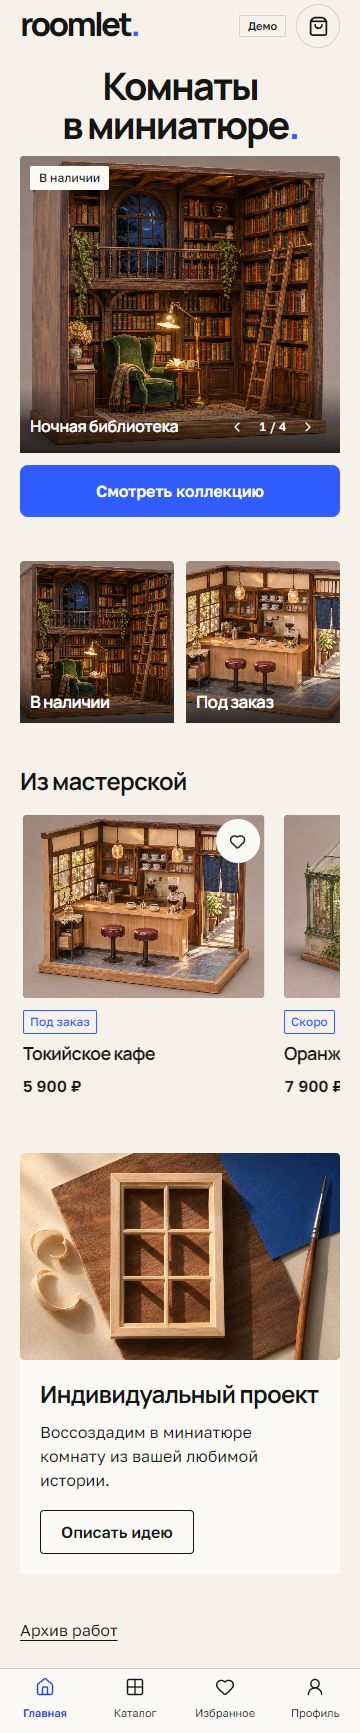 roomlet.
Демо
Комнаты
в миниатюре.
В наличии
Ночная библиотека
1 / 4
Смотреть коллекцию
В наличии
Под заказ
Из мастерской
Под заказ
Скоро
Токийское кафе
Оранж
5 900 ₽
7 900 ₽
Индивидуальный проект
Воссоздадим в миниатюре
комнату из вашей любимой
истории.
Описать идею
Архив работ
Главная
Каталог
Избранное
Профиль